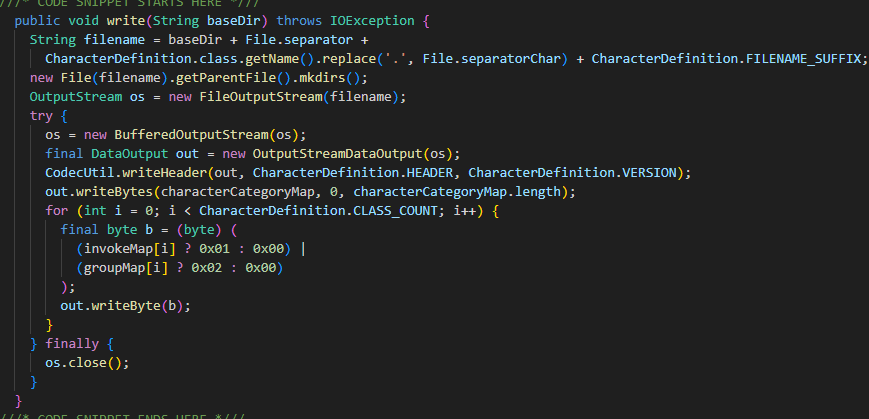 ///* CODE SNIPPET STARTS HERE *///
public void write(String baseDir) throws IOException {
String filename = baseDir + File.separator +
CharacterDefinition.class.getName().replace('.', File.separatorChar) + CharacterDefinition.FILENAME_SUFFIX;
new File(filename).getParentFile().mkdirs();
OutputStream os = new FileOutputStream(filename);
try {
os = new BufferedOutputStream(os);
final DataOutput out = new OutputStreamDataOutput(os);
CodecUtil.writeHeader(out, CharacterDefinition.HEADER, CharacterDefinition.VERSION);
out.writeBytes(characterCategoryMap, 0, characterCategoryMap.length);
for (int i = 0; i < CharacterDefinition.CLASS_COUNT; i++) {
final byte b = (byte) (
(invokeMap[i] ? 0x01 : 0x00) |
(groupMap[i] ? 0x02 : 0x00)
);
out.writeByte(b);
}
} finally {
os.close();
}
}
///* CODE SNIPPET ENDS HERE *///